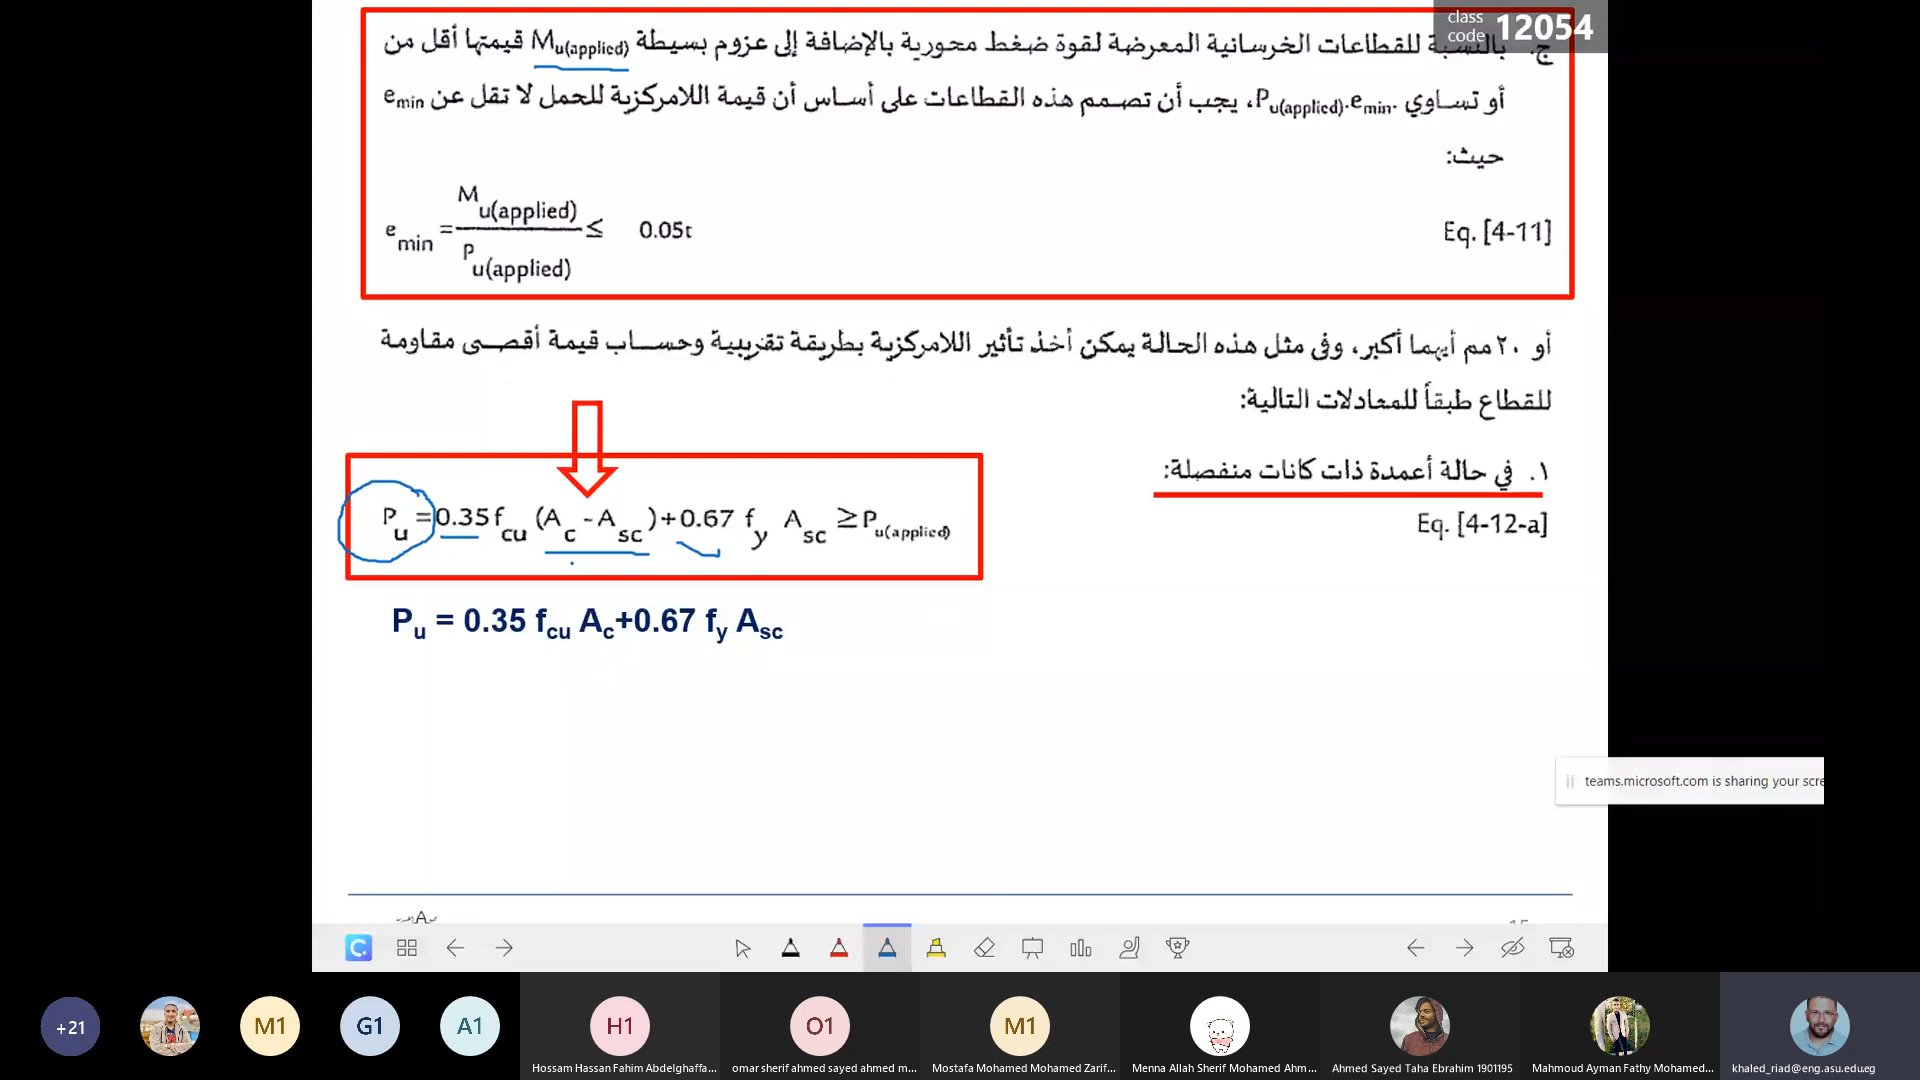 class
code 12054
ج. بالنسبة للقطاعات الخرسانية المعرضة لقوة ضغط محورية بالإضافة إلى عزوم بسيطة Mu(applied) قيمتها أقل من
أو تساوي Pu(applied).emin.، يجب أن تصمم هذه القطاعات على أساس أن قيمة اللامركزية للحمل لا تقل عن emin
حيث:
e min = M u(applied) / P u(applied) ≤ 0.05t
Eq. [4-11]
أو ٢٠ مم أيهما أكبر، وفى مثل هذه الحالة يمكن أخذ تأثير اللامركزية بطريقة تقريبية وحساب قيمة أقصى مقاومة
للقطاع طبقاً للمعادلات التالية:
١. في حالة أعمدة ذات كانات منفصلة:
Pu = 0.35 fcu (Ac - Asc) + 0.67 fy Asc ≥ Pu(applied)
Eq. [4-12-a]
Pu = 0.35 fcu Ac+0.67 fy Asc
teams.microsoft.com is sharing your scre
+21
M1
G1
A1
H1
Hossam Hassan Fahim Abdelghaffa...
O1
omar sherif ahmed sayed ahmed m...
M1
Mostafa Mohamed Mohamed Zarif...
Menna Allah Sherif Mohamed Ahm...
Ahmed Sayed Taha Ebrahim 1901195
Mahmoud Ayman Fathy Mohamed...
khaled_riad@eng.asu.edu.eg